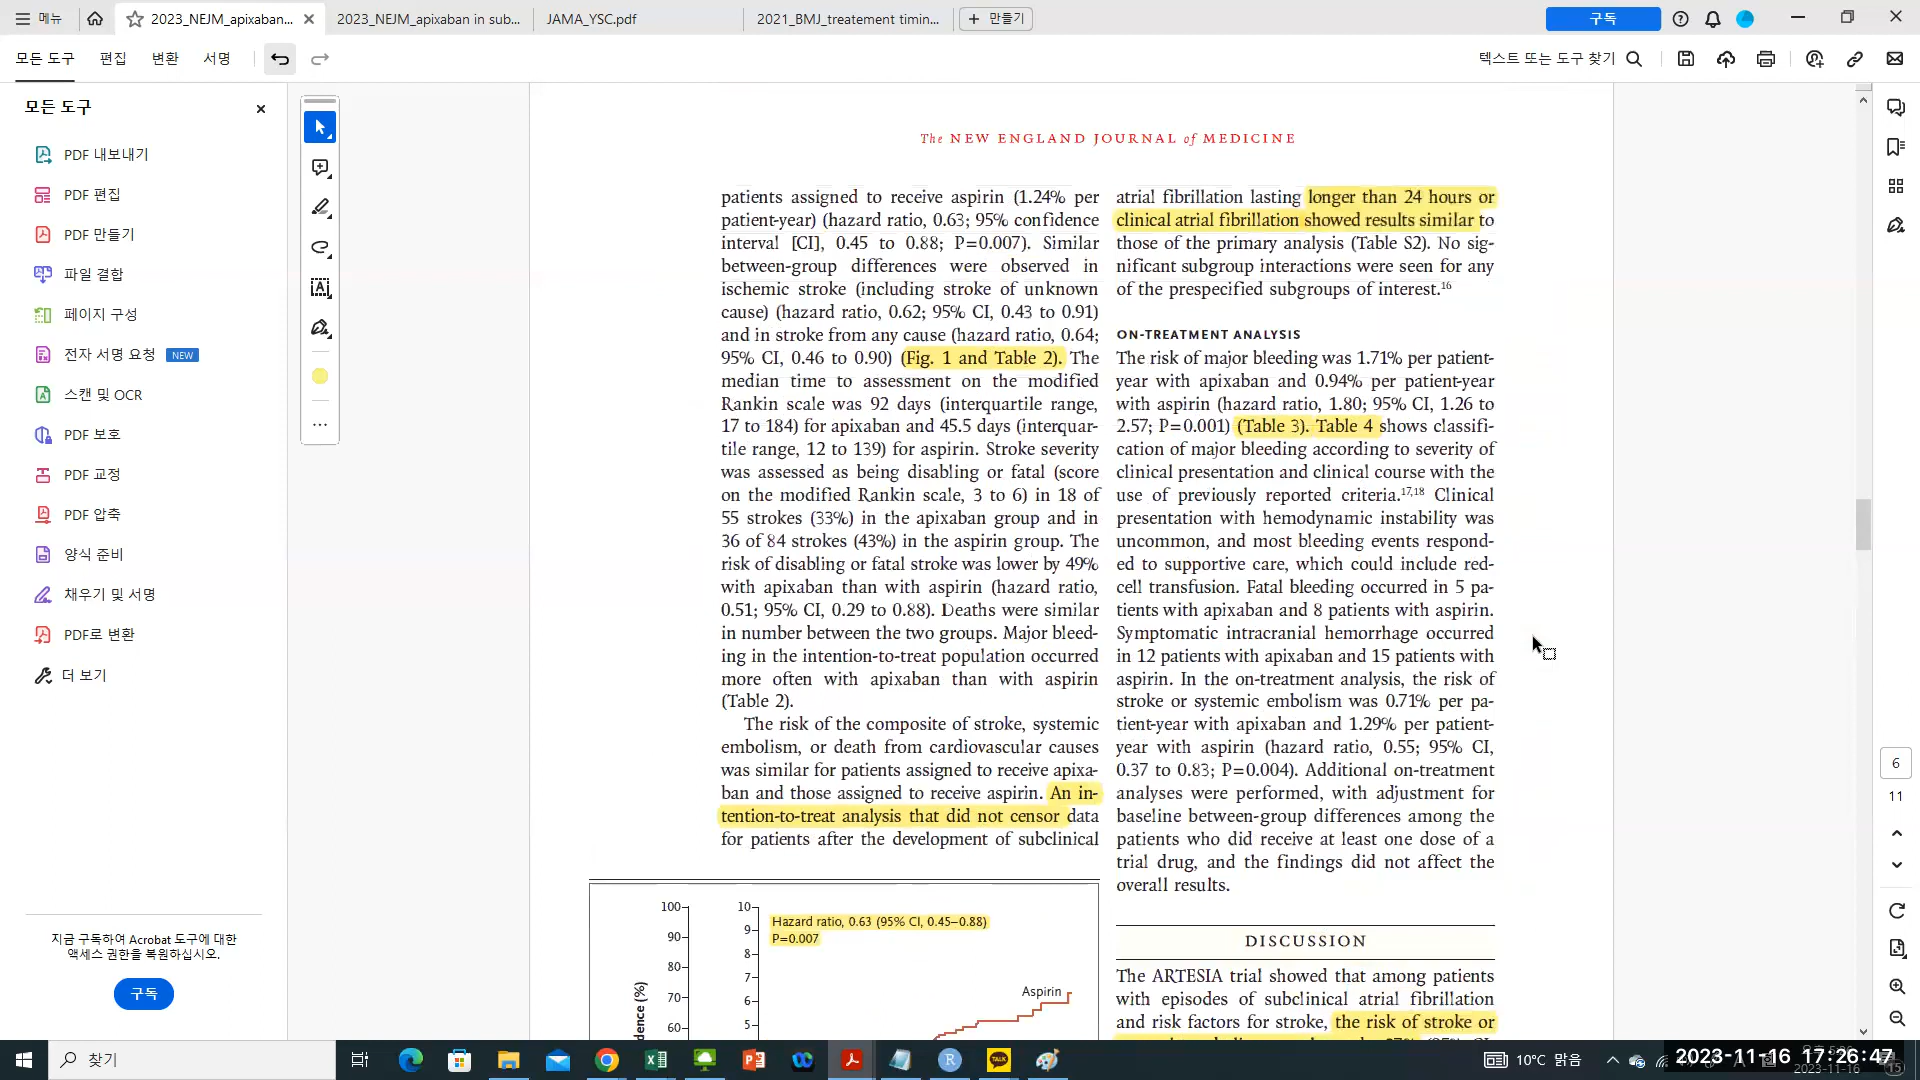 메뉴
2023_NEJM_apixaban...
2023_NEJM_apixaban in sub...
JAMA_YSC.pdf
2021_BMJ_treatement timin...
만들기
구독
모든 도구
편집
변환
서명
텍스트 또는 도구 찾기
모든 도구
PDF 내보내기
PDF 편집
PDF 만들기
파일 결합
페이지 구성
전자 서명 요청 NEW
스캔 및 OCR
PDF 보호
PDF 교정
PDF 압축
양식 준비
채우기 및 서명
PDF로 변환
더 보기
지금 구독하여 Acrobat 도구에 대한
액세스 권한을 복원하십시오.
구독
The NEW ENGLAND JOURNAL of MEDICINE
patients assigned to receive aspirin (1.24% per
patient-year) (hazard ratio, 0.63; 95% confidence
interval [CI], 0.45 to 0.88; P=0.007). Similar
between-group differences were observed in
ischemic stroke (including stroke of unknown
cause) (hazard ratio, 0.62; 95% CI, 0.43 to 0.91)
and in stroke from any cause (hazard ratio, 0.64;
95% CI, 0.46 to 0.90) (Fig. 1 and Table 2). The
median time to assessment on the modified
Rankin scale was 92 days (interquartile range,
17 to 184) for apixaban and 45.5 days (interquar-
tile range, 12 to 139) for aspirin. Stroke severity
was assessed as being disabling or fatal (score
on the modified Rankin scale, 3 to 6) in 18 of
55 strokes (33%) in the apixaban group and in
36 of 84 strokes (43%) in the aspirin group. The
risk of disabling or fatal stroke was lower by 49%
with apixaban than with aspirin (hazard ratio,
0.51; 95% CI, 0.29 to 0.88). Deaths were similar
in number between the two groups. Major bleed-
ing in the intention-to-treat population occurred
more often with apixaban than with aspirin
(Table 2).
The risk of the composite of stroke, systemic
embolism, or death from cardiovascular causes
was similar for patients assigned to receive apixa-
ban and those assigned to receive aspirin. An in-
tention-to-treat analysis that did not censor data
for patients after the development of subclinical
100
90
80
70
60
10
9
8
7
6
5
Hazard ratio, 0.63 (95% CI, 0.45–0.88)
P=0.007
Aspirin
dence (%)
atrial fibrillation lasting longer than 24 hours or
clinical atrial fibrillation showed results similar to
those of the primary analysis (Table S2). No sig-
nificant subgroup interactions were seen for any
of the prespecified subgroups of interest.16
ON-TREATMENT ANALYSIS
The risk of major bleeding was 1.71% per patient-
year with apixaban and 0.94% per patient-year
with aspirin (hazard ratio, 1.80; 95% CI, 1.26 to
2.57; P=0.001) (Table 3). Table 4 shows classifi-
cation of major bleeding according to severity of
clinical presentation and clinical course with the
use of previously reported criteria.17,18 Clinical
presentation with hemodynamic instability was
uncommon, and most bleeding events respond-
ed to supportive care, which could include red-
cell transfusion. Fatal bleeding occurred in 5 pa-
tients with apixaban and 8 patients with aspirin.
Symptomatic intracranial hemorrhage occurred
in 12 patients with apixaban and 15 patients with
aspirin. In the on-treatment analysis, the risk of
stroke or systemic embolism was 0.71% per pa-
tient-year with apixaban and 1.29% per patient-
year with aspirin (hazard ratio, 0.55; 95% CI,
0.37 to 0.83; P=0.004). Additional on-treatment
analyses were performed, with adjustment for
baseline between-group differences among the
patients who did receive at least one dose of a
trial drug, and the findings did not affect the
overall results.
DISCUSSION
The ARTESIA trial showed that among patients
with episodes of subclinical atrial fibrillation
and risk factors for stroke, the risk of stroke or
6
11
찾기
10°C 맑음
2023-11-16 17:26:47
2023-11-16
15